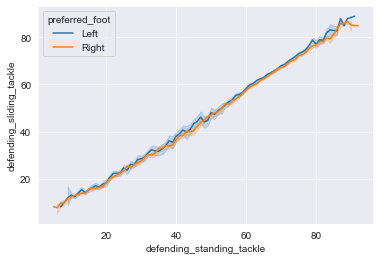 preferred_foot
Left
Right
80
60
40
20
defending_sliding_tackle
20 40 60 80
defending_standing_tackle